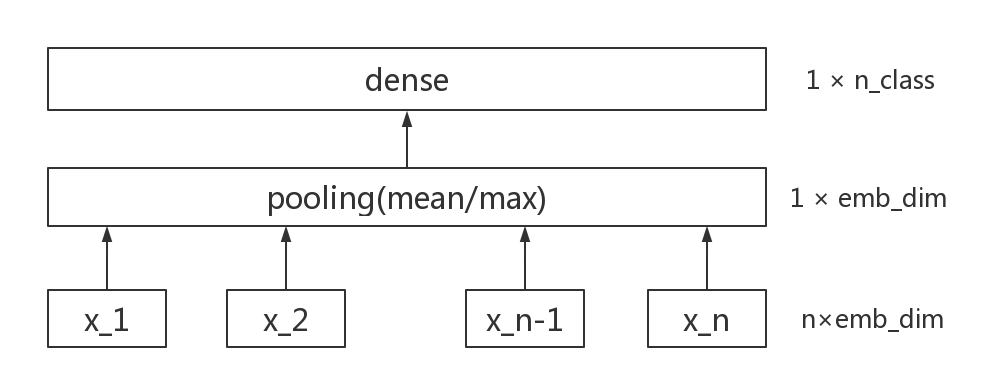 dense 1 × n_class
pooling(mean/max) 1 × emb_dim
x_1 x_2 x_n-1 x_n n×emb_dim